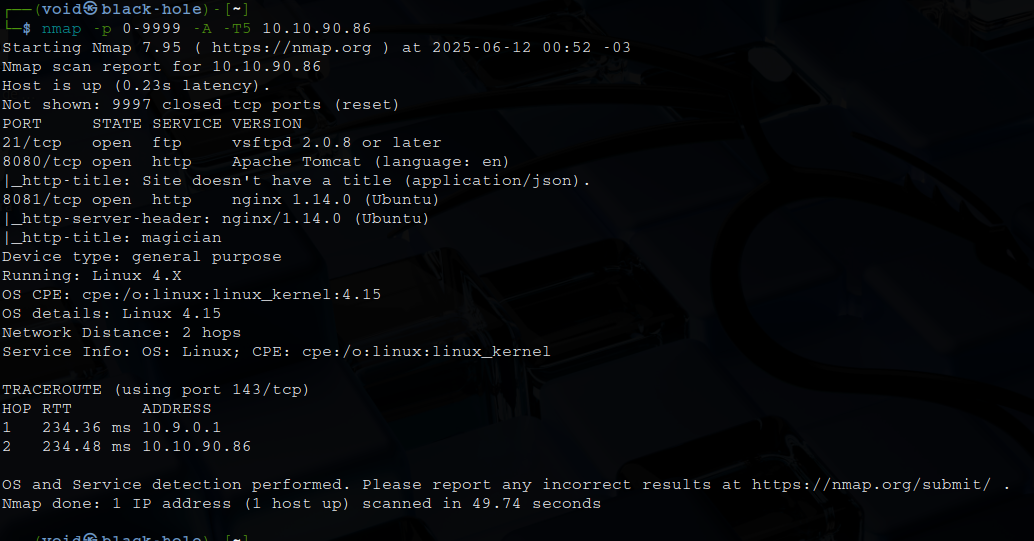 ┌──(void㉿black-hole)-[~]
└─$ nmap -p 0-9999 -A -T5 10.10.90.86
Starting Nmap 7.95 ( https://nmap.org ) at 2025-06-12 00:52 -03
Nmap scan report for 10.10.90.86
Host is up (0.23s latency).
Not shown: 9997 closed tcp ports (reset)
PORT     STATE SERVICE VERSION
21/tcp   open  ftp     vsftpd 2.0.8 or later
8080/tcp open  http    Apache Tomcat (language: en)
|_http-title: Site doesn't have a title (application/json).
8081/tcp open  http    nginx 1.14.0 (Ubuntu)
|_http-server-header: nginx/1.14.0 (Ubuntu)
|_http-title: magician
Device type: general purpose
Running: Linux 4.X
OS CPE: cpe:/o:linux:linux_kernel:4.15
OS details: Linux 4.15
Network Distance: 2 hops
Service Info: OS: Linux; CPE: cpe:/o:linux:linux_kernel
TRACEROUTE (using port 143/tcp)
HOP RTT       ADDRESS
1   234.36 ms 10.9.0.1
2   234.48 ms 10.10.90.86
OS and Service detection performed. Please report any incorrect results at https://nmap.org/submit/ .
Nmap done: 1 IP address (1 host up) scanned in 49.74 seconds
┌──(void㉿black-hole)-[~]